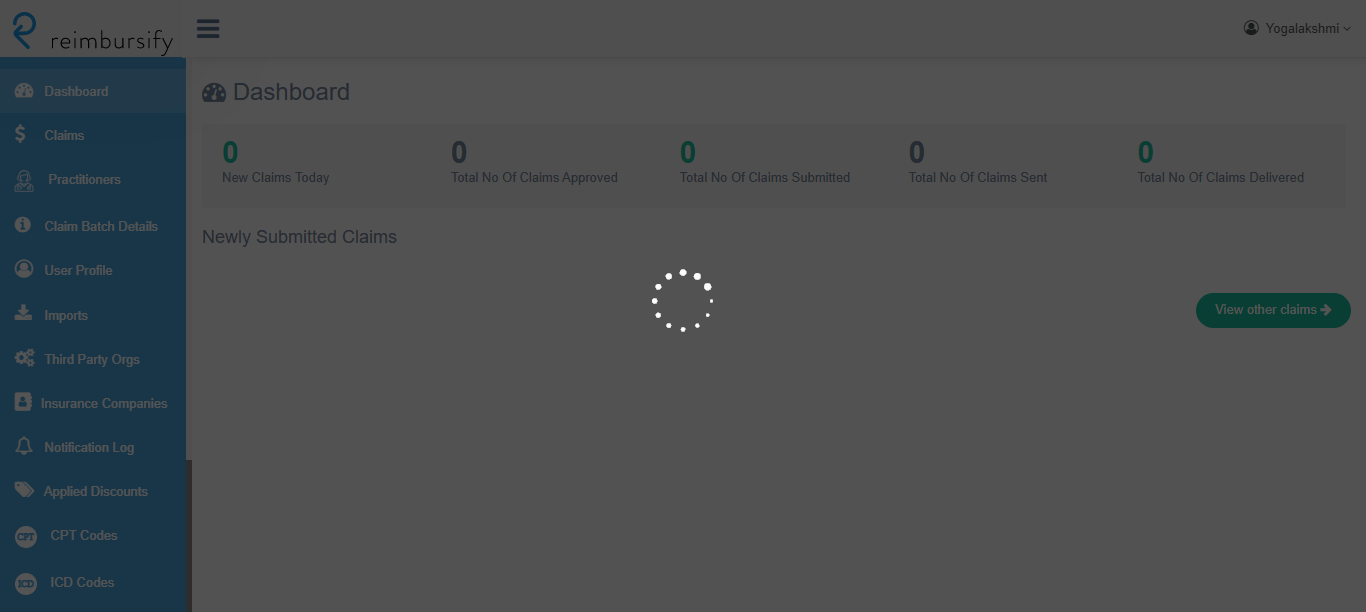 reimbursify
Yogalakshmi
Dashboard
Claims
Practitioners
Claim Batch Details
User Profile
Imports
Third Party Orgs
Insurance Companies
Notification Log
Applied Discounts
CPT CPT Codes
ICD ICD Codes
Dashboard
0 0 0 0 0
New Claims Today Total No Of Claims Approved Total No Of Claims Submitted Total No Of Claims Sent Total No Of Claims Delivered
Newly Submitted Claims
View other claims